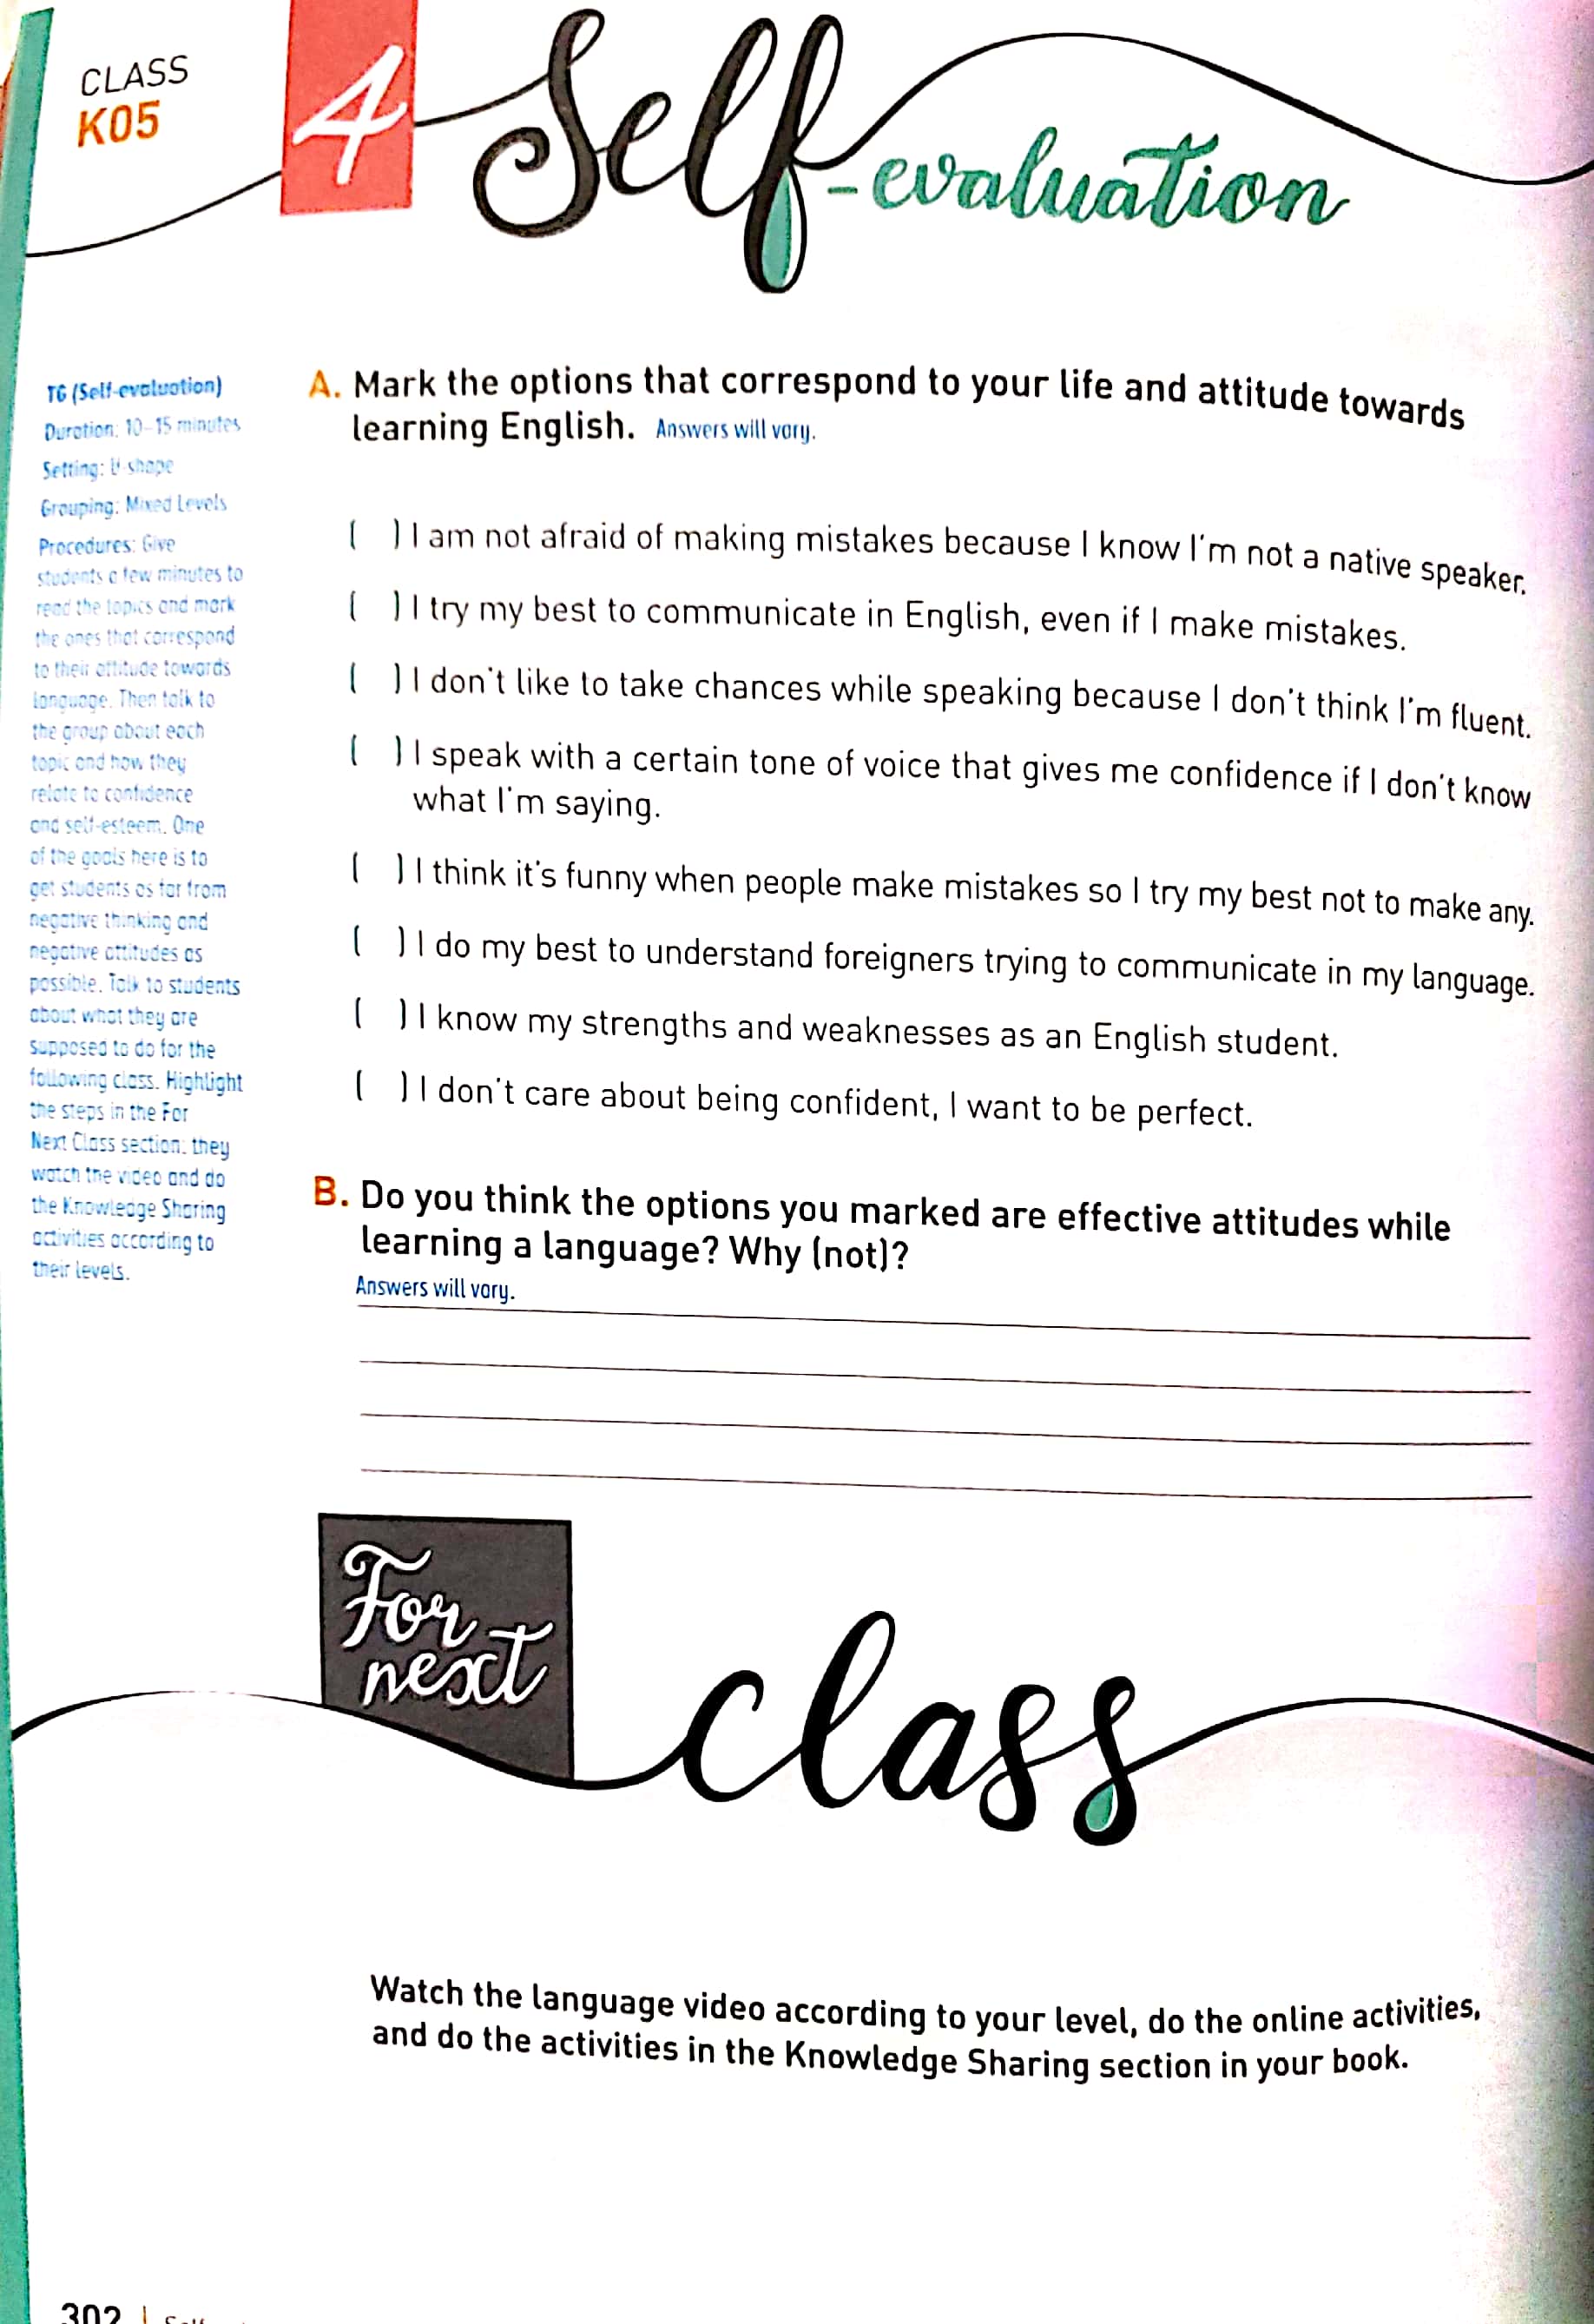 CLASS
K05
4 Self-evaluation
TG (Self-evaluation)
Duration: 10–15 minutes
Setting: U-shape
Grouping: Mixed Levels
Procedures: Give
students a few minutes to
read the topics and mark
the ones that correspond
to their attitude towards
language. Then talk to
the group about each
topic and how they
relate to confidence
and self-esteem. One
of the goals here is to
get students as far from
negative thinking and
negative attitudes as
possible. Talk to students
about what they are
supposed to do for the
following class. Highlight
the steps in the For
Next Class section: they
watch the video and do
the Knowledge Sharing
activities according to
their levels.
A. Mark the options that correspond to your life and attitude towards
learning English. Answers will vary.
( ) I am not afraid of making mistakes because I know I'm not a native speaker.
( ) I try my best to communicate in English, even if I make mistakes.
( ) I don't like to take chances while speaking because I don't think I'm fluent.
( ) I speak with a certain tone of voice that gives me confidence if I don't know
what I'm saying.
( ) I think it's funny when people make mistakes so I try my best not to make any.
( ) I do my best to understand foreigners trying to communicate in my language.
( ) I know my strengths and weaknesses as an English student.
( ) I don't care about being confident, I want to be perfect.
B. Do you think the options you marked are effective attitudes while
learning a language? Why (not)?
Answers will vary.
For
next
class
Watch the language video according to your level, do the online activities,
and do the activities in the Knowledge Sharing section in your book.
302 |